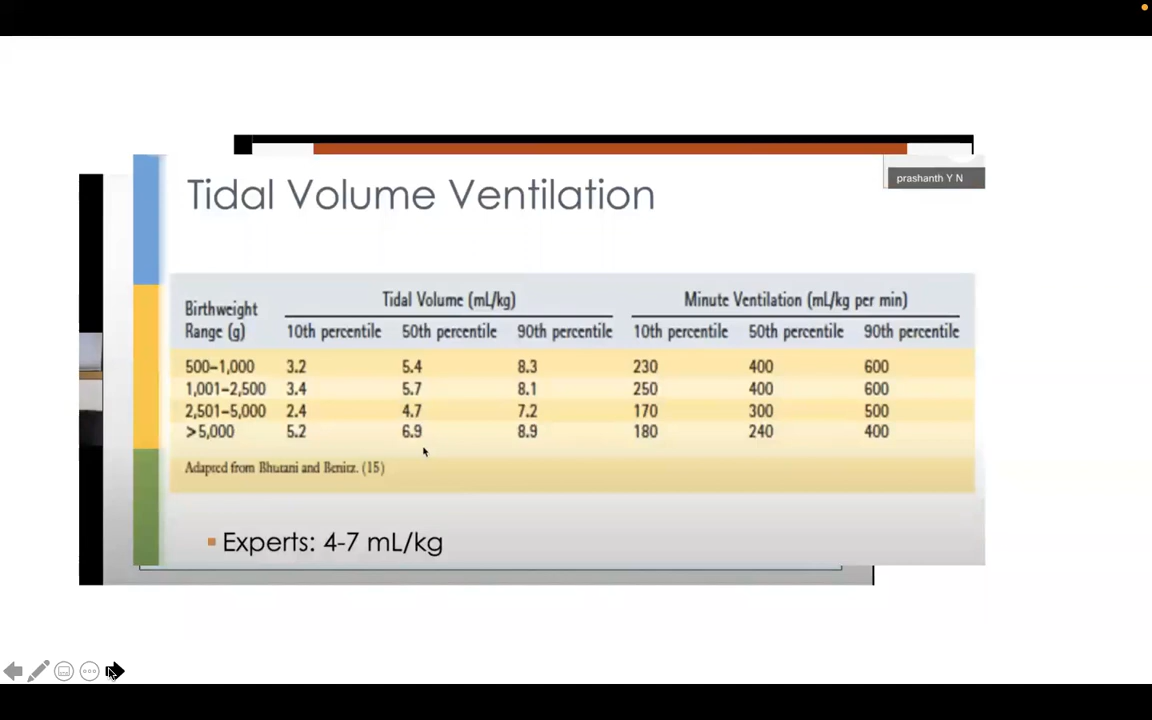 prashanth Y N
Tidal Volume Ventilation
Birthweight Range (g) Tidal Volume (mL/kg) Minute Ventilation (mL/kg per min)
10th percentile 50th percentile 90th percentile 10th percentile 50th percentile 90th percentile
500–1,000 3.2 5.4 8.3 230 400 600
1,001–2,500 3.4 5.7 8.1 250 400 600
2,501–5,000 2.4 4.7 7.2 170 300 500
>5,000 5.2 6.9 8.9 180 240 400
Adapted from Bhutani and Benitz. (15)
Experts: 4-7 mL/kg